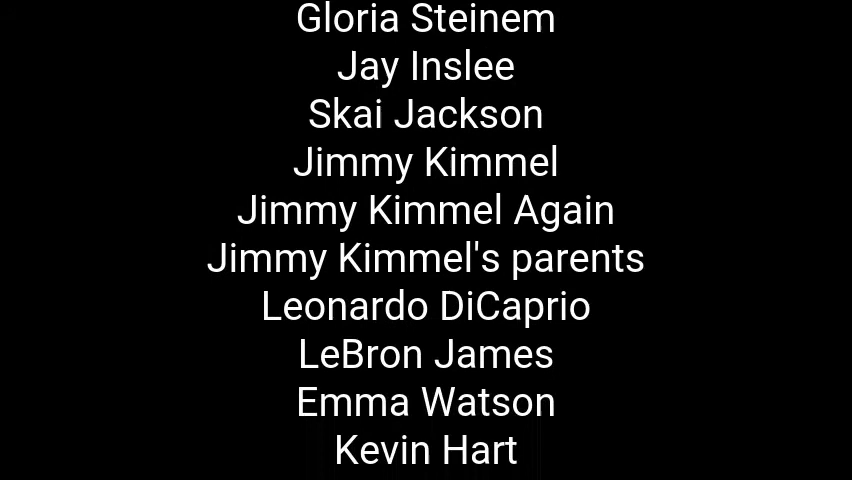 Gloria Steinem
Jay Inslee
Skai Jackson
Jimmy Kimmel
Jimmy Kimmel Again
Jimmy Kimmel's parents
Leonardo DiCaprio
LeBron James
Emma Watson
Kevin Hart